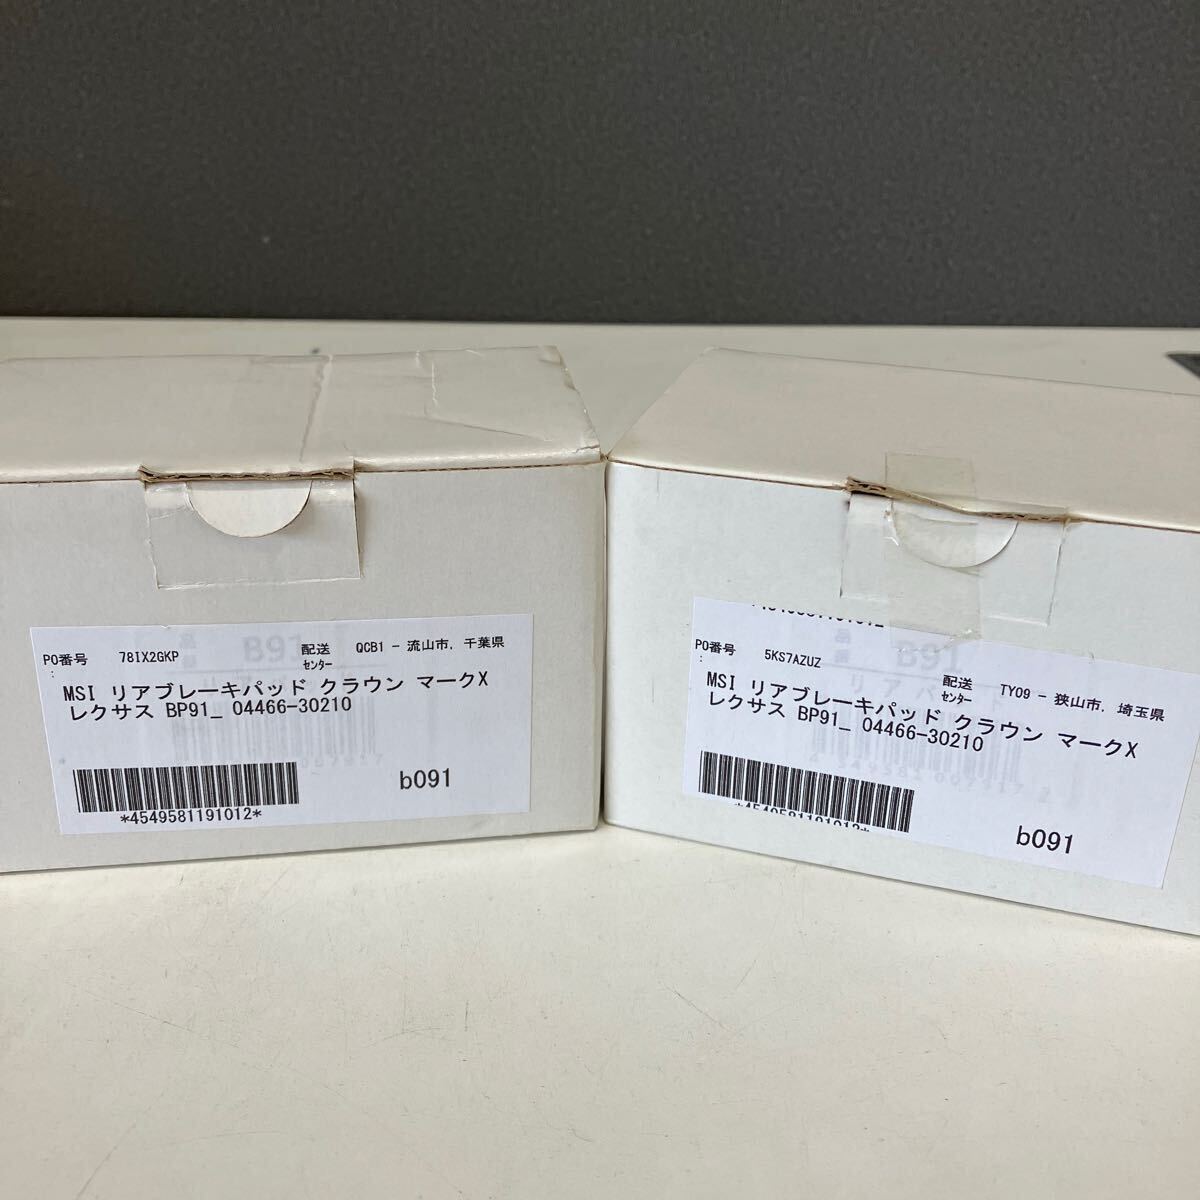 PO番号 : 78IX2GKP 配送センター QCB1 - 流山市, 千葉県
MSI リアブレーキパッド クラウン マークX
レクサス BP91_ 04466-30210
*4549581191012*
b091
B91
PO番号 : 5KS7AZUZ 配送センター TY09 - 狭山市, 埼玉県
MSI リアブレーキパッド クラウン マークX
レクサス BP91_ 04466-30210
*4549581191012*
b091
B91